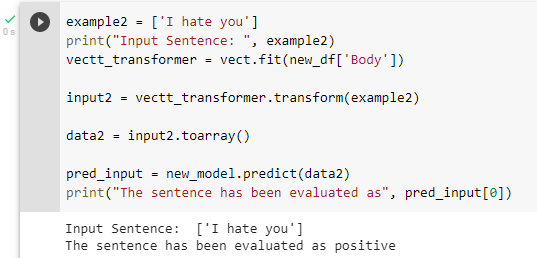 example2 = ['I hate you']
print("Input Sentence: ", example2)
vectt_transformer = vect.fit(new_df['Body'])
input2 = vectt_transformer.transform(example2)
data2 = input2.toarray()
pred_input = new_model.predict(data2)
print("The sentence has been evaluated as", pred_input[0])
0s
Input Sentence:  ['I hate you']
The sentence has been evaluated as positive